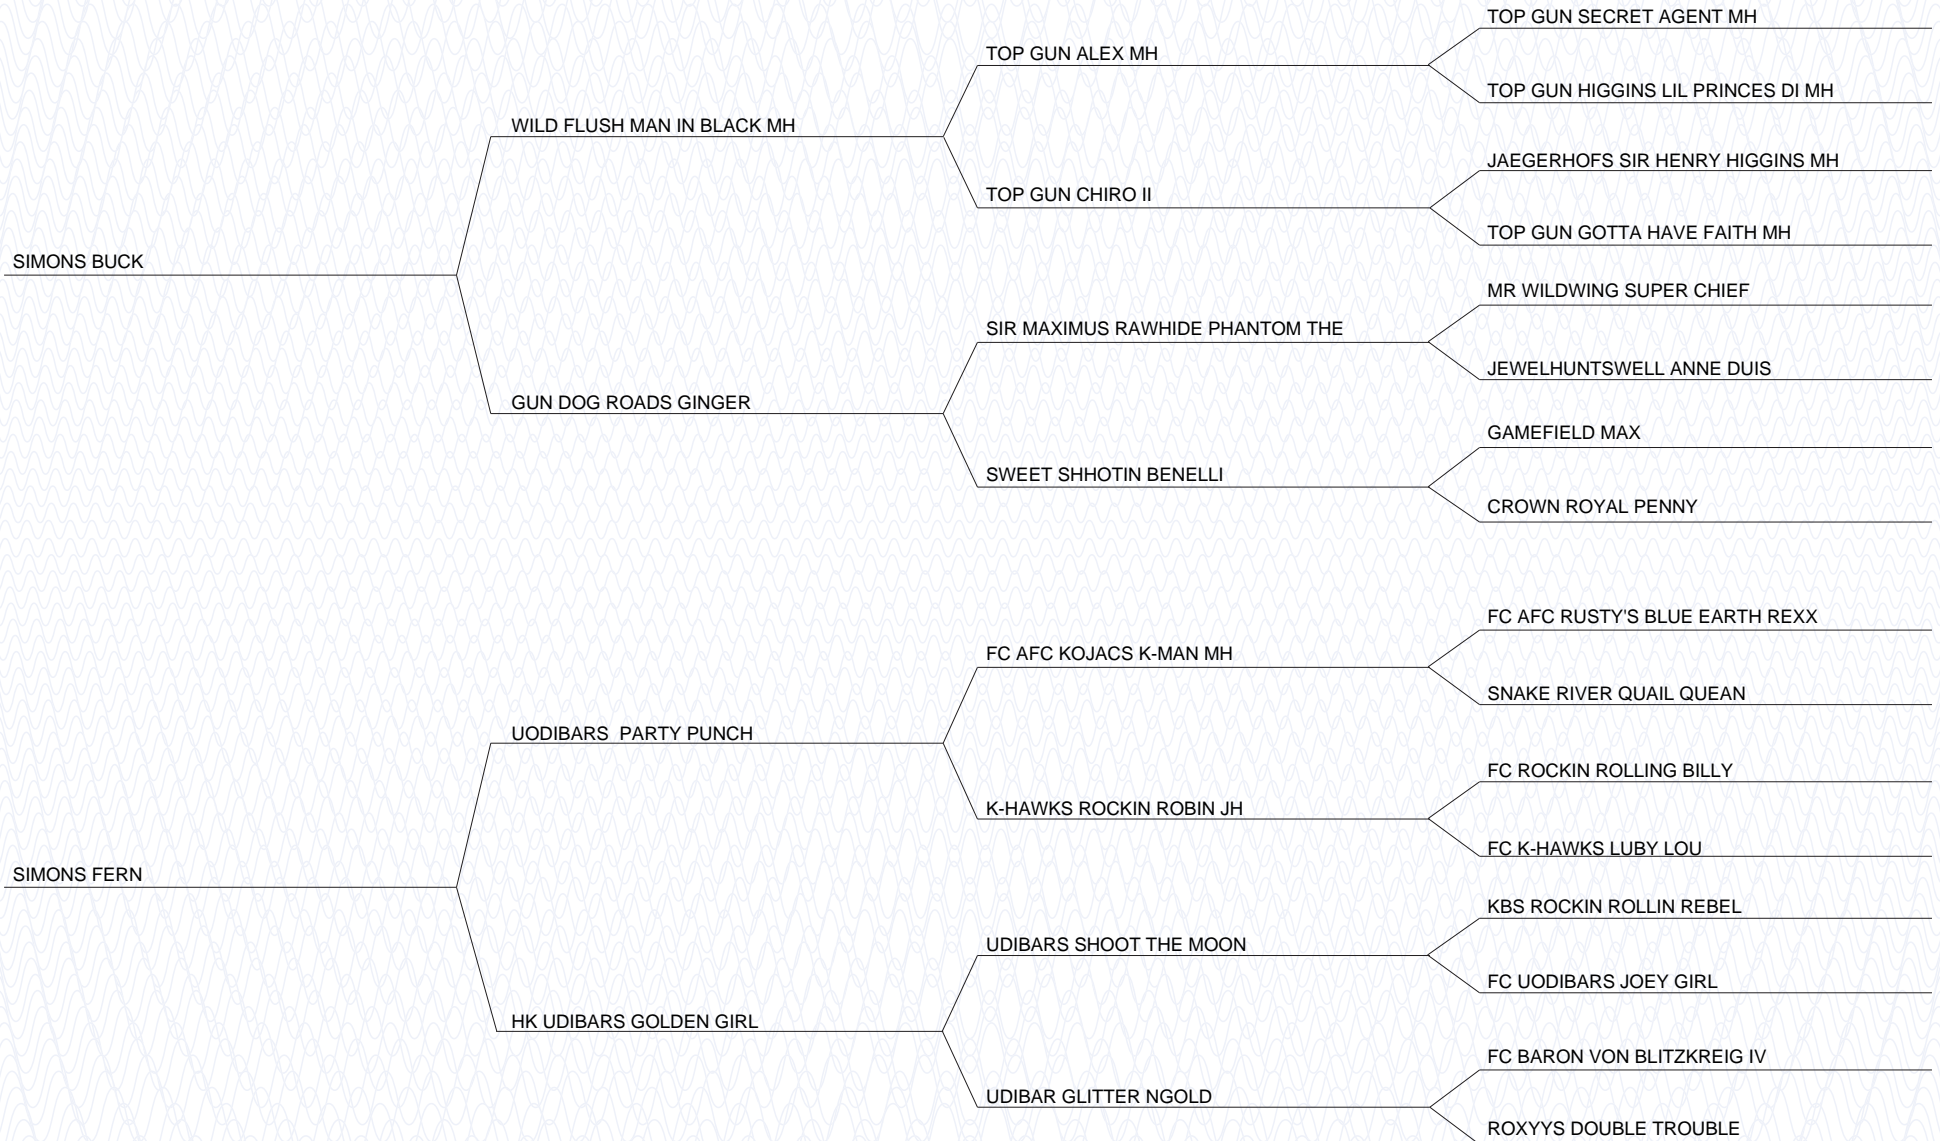 TOP GUN SECRET AGENT MH
TOP GUN ALEX MH
TOP GUN HIGGINS LIL PRINCES DI MH
WILD FLUSH MAN IN BLACK MH
JAEGERHOFS SIR HENRY HIGGINS MH
TOP GUN CHIRO II
TOP GUN GOTTA HAVE FAITH MH
SIMONS BUCK
MR WILDWING SUPER CHIEF
SIR MAXIMUS RAWHIDE PHANTOM THE
JEWELHUNTSWELL ANNE DUIS
GUN DOG ROADS GINGER
GAMEFIELD MAX
SWEET SHHOTIN BENELLI
CROWN ROYAL PENNY
FC AFC RUSTY'S BLUE EARTH REXX
FC AFC KOJACS K-MAN MH
SNAKE RIVER QUAIL QUEAN
UODIBARS  PARTY PUNCH
FC ROCKIN ROLLING BILLY
K-HAWKS ROCKIN ROBIN JH
FC K-HAWKS LUBY LOU
SIMONS FERN
KBS ROCKIN ROLLIN REBEL
UDIBARS SHOOT THE MOON
FC UODIBARS JOEY GIRL
HK UDIBARS GOLDEN GIRL
FC BARON VON BLITZKREIG IV
UDIBAR GLITTER NGOLD
ROXYYS DOUBLE TROUBLE